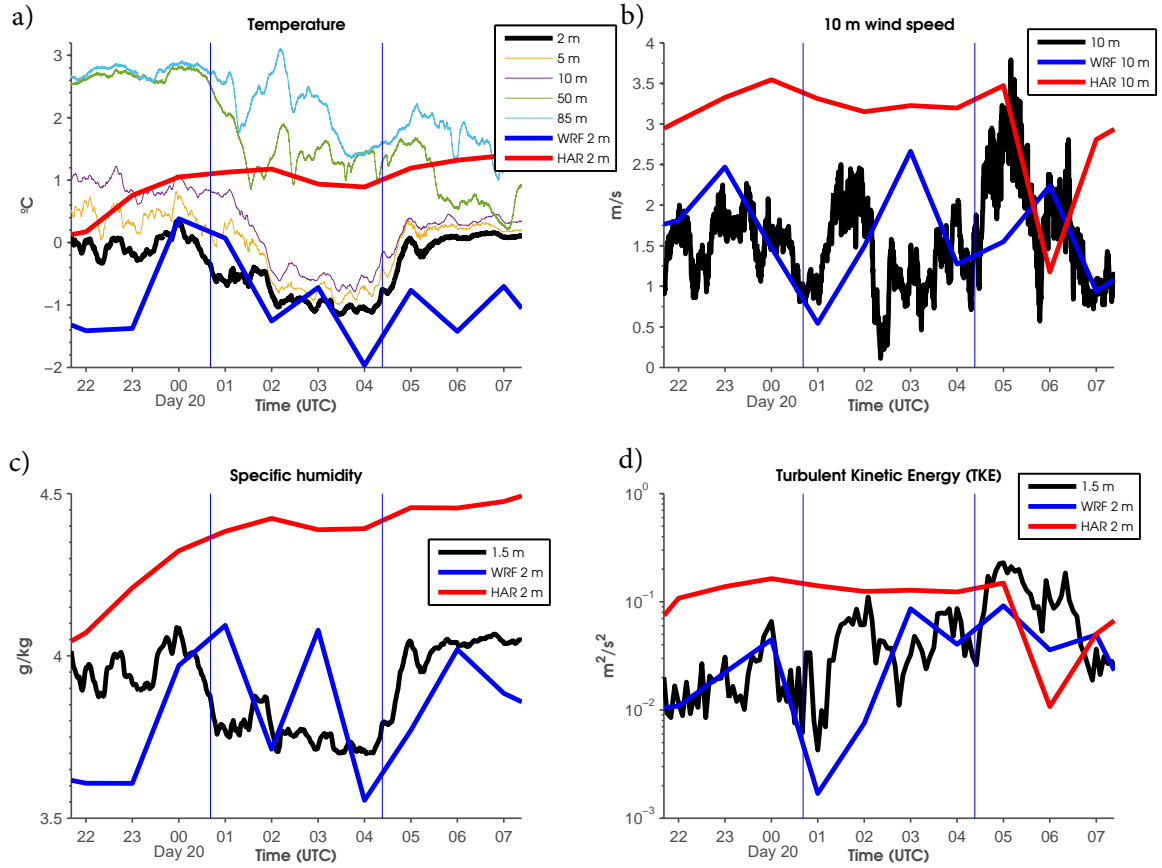 a)
Temperature
2 m
5 m
10 m
50 m
85 m
WRF 2 m
HAR 2 m
ºC
3
2
1
0
−1
−2
22 23 00 01 02 03 04 05 06 07
Day 20
Time (UTC)
b)
10 m wind speed
10 m
WRF 10 m
HAR 10 m
m/s
4
3.5
3
2.5
2
1.5
1
0.5
0
22 23 00 01 02 03 04 05 06 07
Day 20
Time (UTC)
c)
Specific humidity
1.5 m
WRF 2 m
HAR 2 m
g/kg
4.5
4
3.5
22 23 00 01 02 03 04 05 06 07
Day 20
Time (UTC)
d)
Turbulent Kinetic Energy (TKE)
1.5 m
WRF 2 m
HAR 2 m
m²/s²
10⁰
10⁻¹
10⁻²
10⁻³
22 23 00 01 02 03 04 05 06 07
Day 20
Time (UTC)